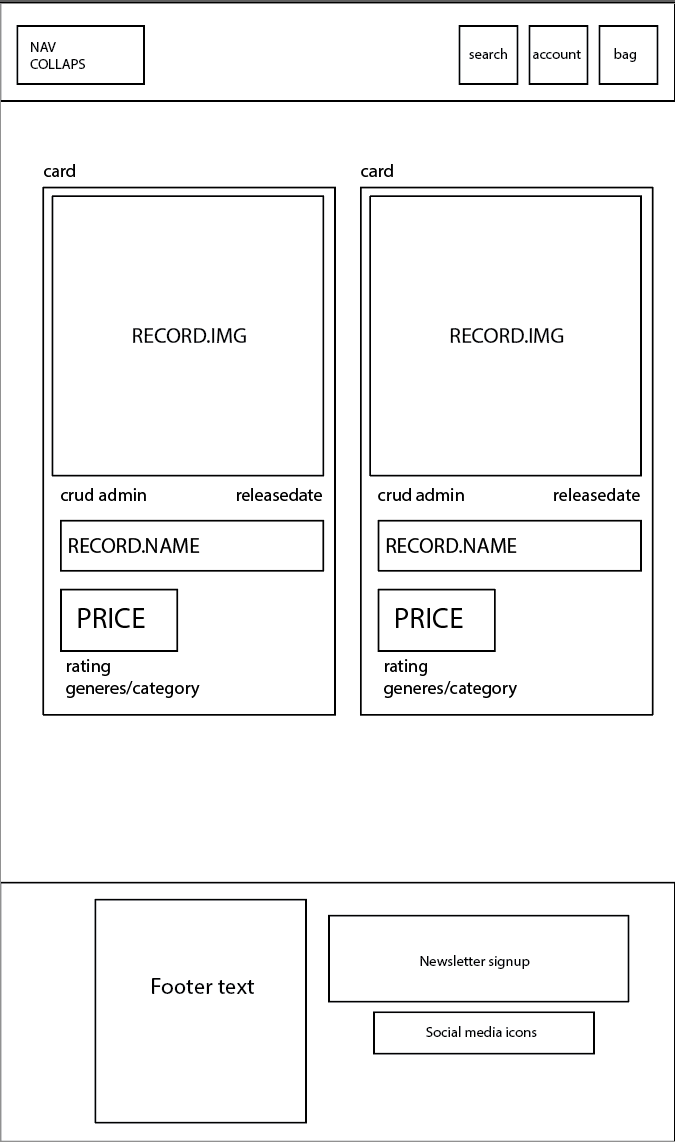 NAV
COLLAPS
search
account
bag
card
RECORD.IMG
crud admin
releasedate
RECORD.NAME
PRICE
rating
generes/category
card
RECORD.IMG
crud admin
releasedate
RECORD.NAME
PRICE
rating
generes/category
Footer text
Newsletter signup
Social media icons